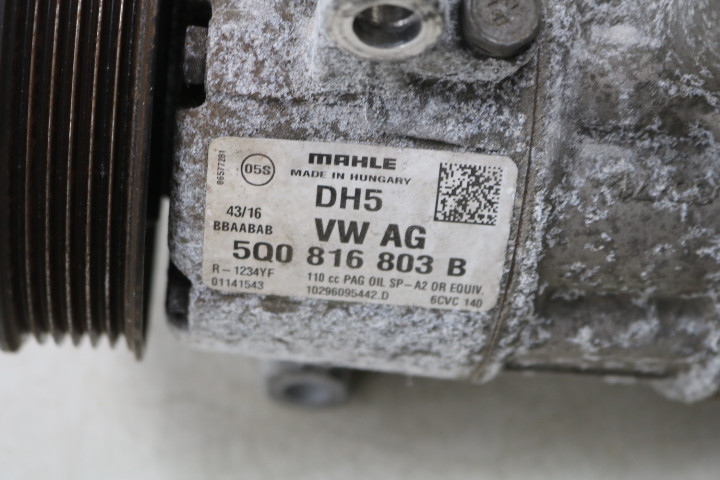 06577281
05S
MAHLE
MADE IN HUNGARY
DH5
43/16
BBAABAB
VW AG
5Q0 816 803 B
R-1234YF
110 cc PAG OIL SP-A2 OR EQUIV.
01141543
10296095442.D
6CVC 140